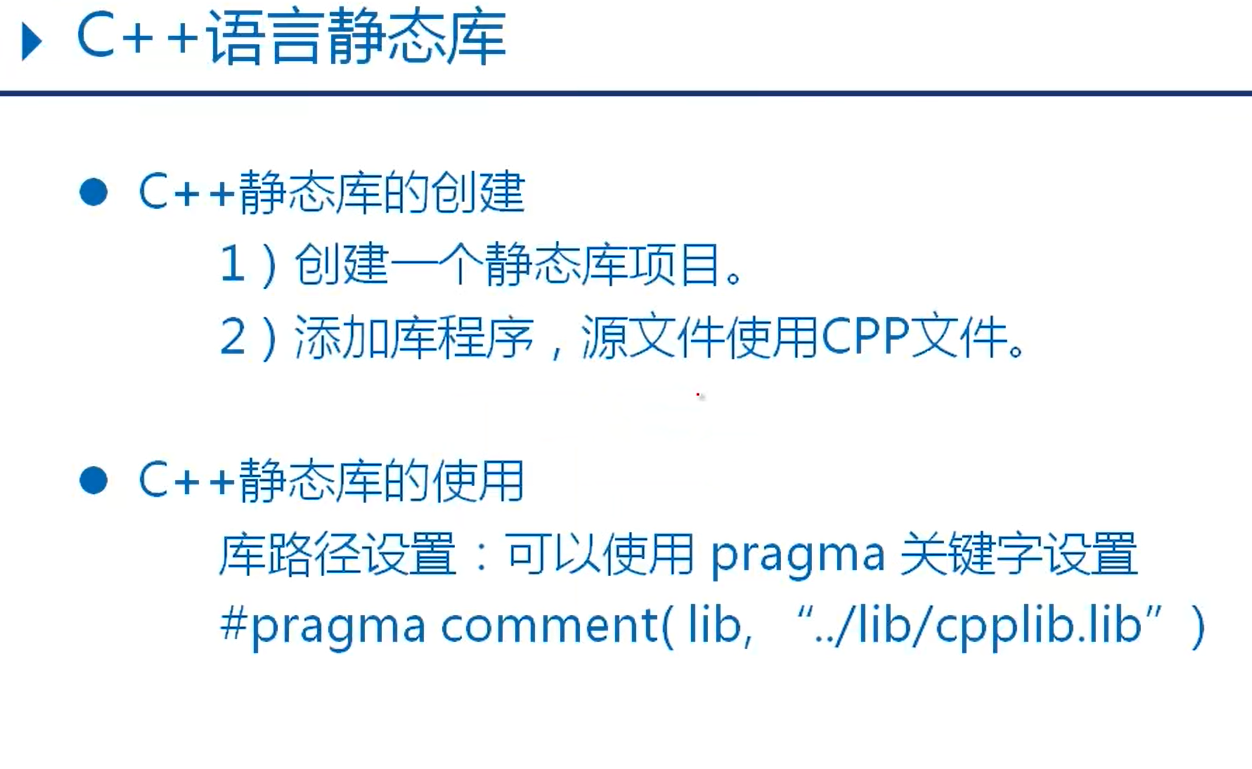 C++语言静态库
C++静态库的创建
1）创建一个静态库项目。
2）添加库程序，源文件使用CPP文件。
C++静态库的使用
库路径设置：可以使用 pragma 关键字设置
#pragma comment( lib, “../lib/cpplib.lib” )